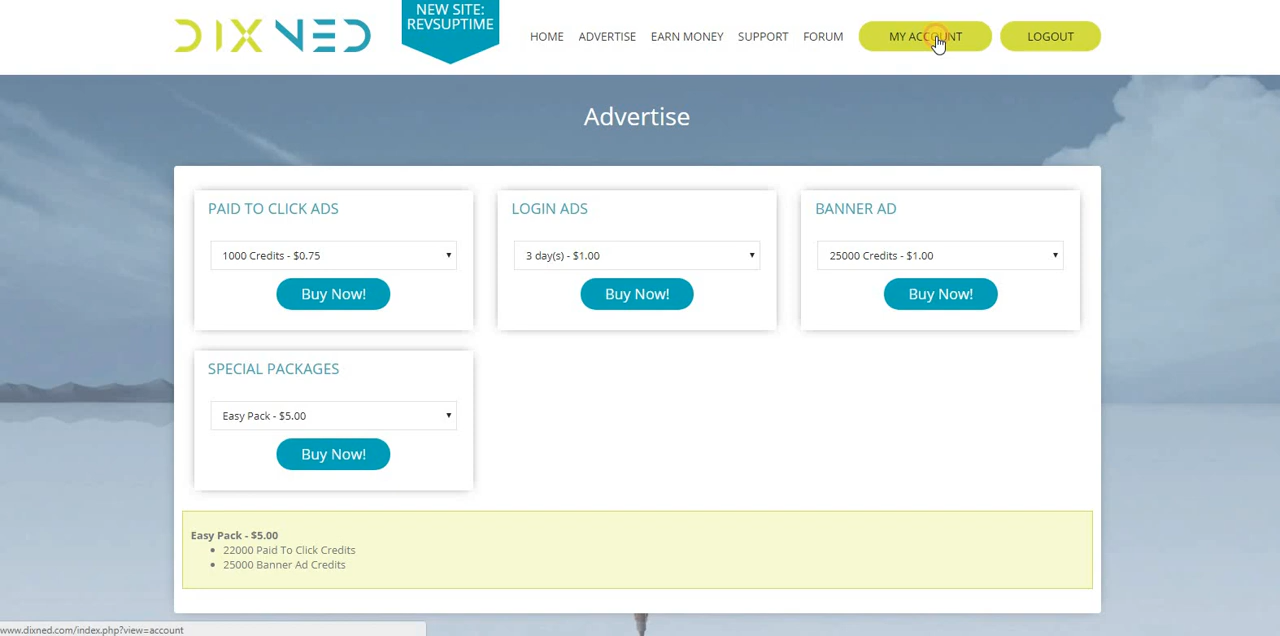 DIXNED
NEW SITE:
REVSUPTIME
HOME
ADVERTISE
EARN MONEY
SUPPORT
FORUM
MY ACCOUNT
LOGOUT
Advertise
PAID TO CLICK ADS
1000 Credits - $0.75
Buy Now!
LOGIN ADS
3 day(s) - $1.00
Buy Now!
BANNER AD
25000 Credits - $1.00
Buy Now!
SPECIAL PACKAGES
Easy Pack - $5.00
Buy Now!
Easy Pack - $5.00
22000 Paid To Click Credits
25000 Banner Ad Credits
www.dixned.com/index.php?view=account